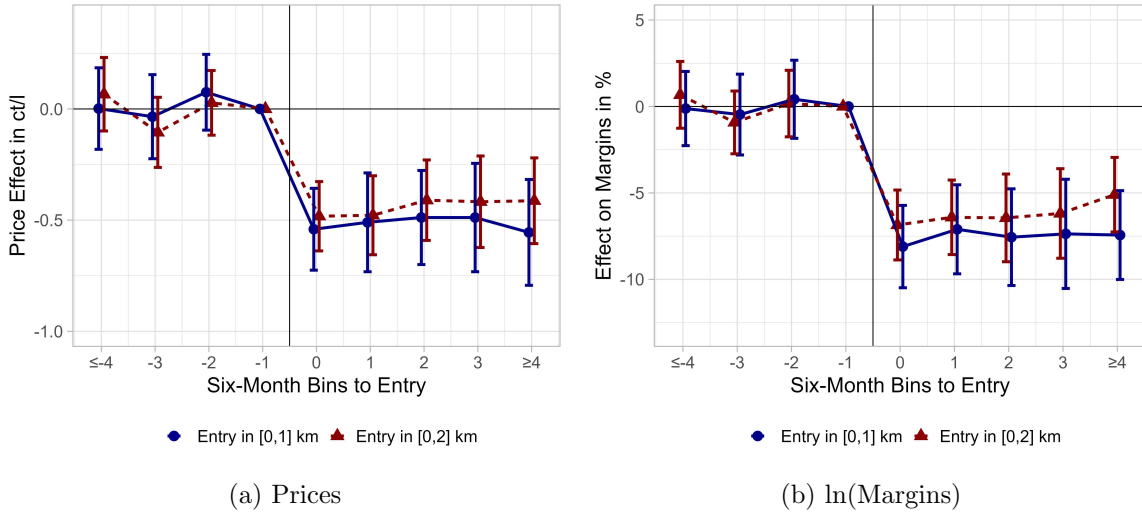 Price Effect in ct/l
0.0
-0.5
-1.0
≤-4 -3 -2 -1 0 1 2 3 ≥4
Six-Month Bins to Entry
Entry in [0,1] km Entry in [0,2] km
(a) Prices
Effect on Margins in %
5
0
-5
-10
≤-4 -3 -2 -1 0 1 2 3 ≥4
Six-Month Bins to Entry
Entry in [0,1] km Entry in [0,2] km
(b) ln(Margins)